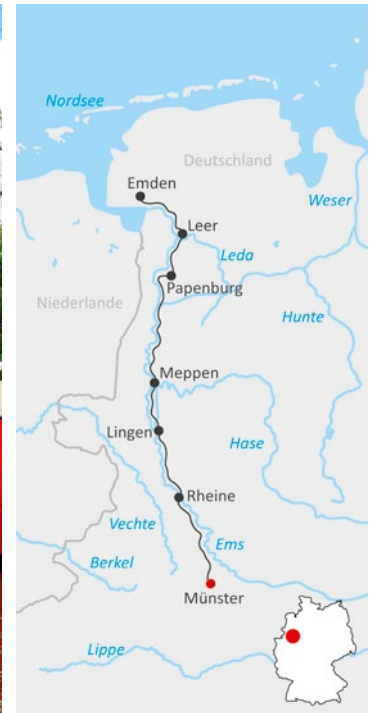 Nordsee
Deutschland
Emden
Weser
Leer
Leda
Papenburg
Niederlande
Hunte
Meppen
Lingen
Hase
Rheine
Vechte
Ems
Berkel
Münster
Lippe